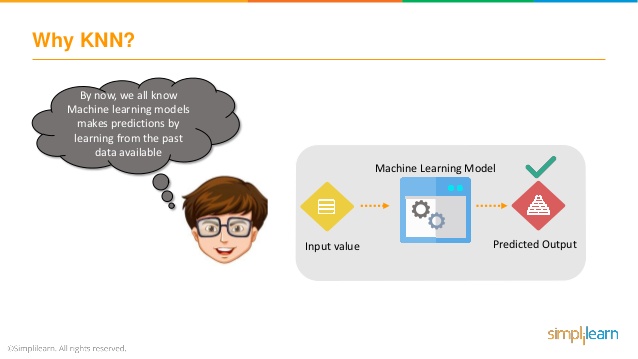 Why KNN?
By now, we all know
Machine learning models
makes predictions by
learning from the past
data available
Machine Learning Model
Input value
Predicted Output
©Simplilearn. All rights reserved.
simplilearn